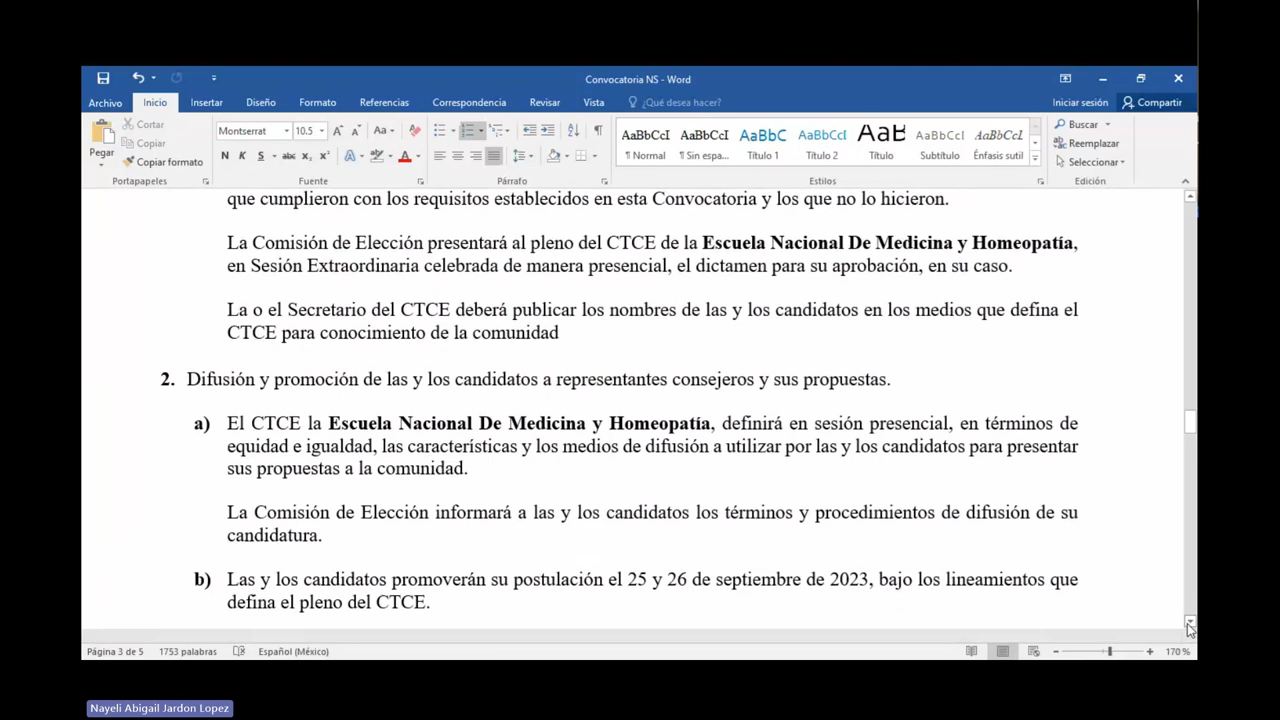 Convocatoria NS - Word
Archivo Inicio Insertar Diseño Formato Referencias Correspondencia Revisar Vista ¿Qué desea hacer? Iniciar sesión Compartir
Pegar
Cortar
Copiar
Copiar formato
Portapapeles
Montserrat 10.5
N K S abc x₂ x²
Fuente
Párrafo
AaBbCcI AaBbCcI AaBbC AaBbCcI AaB AaBbCcI AaBbCcI
¶ Normal ¶ Sin espa... Título 1 Título 2 Título Subtítulo Énfasis sutil
Estilos
Buscar
Reemplazar
Seleccionar
Edición
que cumplieron con los requisitos establecidos en esta Convocatoria y los que no lo hicieron.
La Comisión de Elección presentará al pleno del CTCE de la Escuela Nacional De Medicina y Homeopatía,
en Sesión Extraordinaria celebrada de manera presencial, el dictamen para su aprobación, en su caso.
La o el Secretario del CTCE deberá publicar los nombres de las y los candidatos en los medios que defina el
CTCE para conocimiento de la comunidad
2. Difusión y promoción de las y los candidatos a representantes consejeros y sus propuestas.
a) El CTCE la Escuela Nacional De Medicina y Homeopatía, definirá en sesión presencial, en términos de
equidad e igualdad, las características y los medios de difusión a utilizar por las y los candidatos para presentar
sus propuestas a la comunidad.
La Comisión de Elección informará a las y los candidatos los términos y procedimientos de difusión de su
candidatura.
b) Las y los candidatos promoverán su postulación el 25 y 26 de septiembre de 2023, bajo los lineamientos que
defina el pleno del CTCE.
Página 3 de 5 1753 palabras Español (México) 170 %
Nayeli Abigail Jardon Lopez